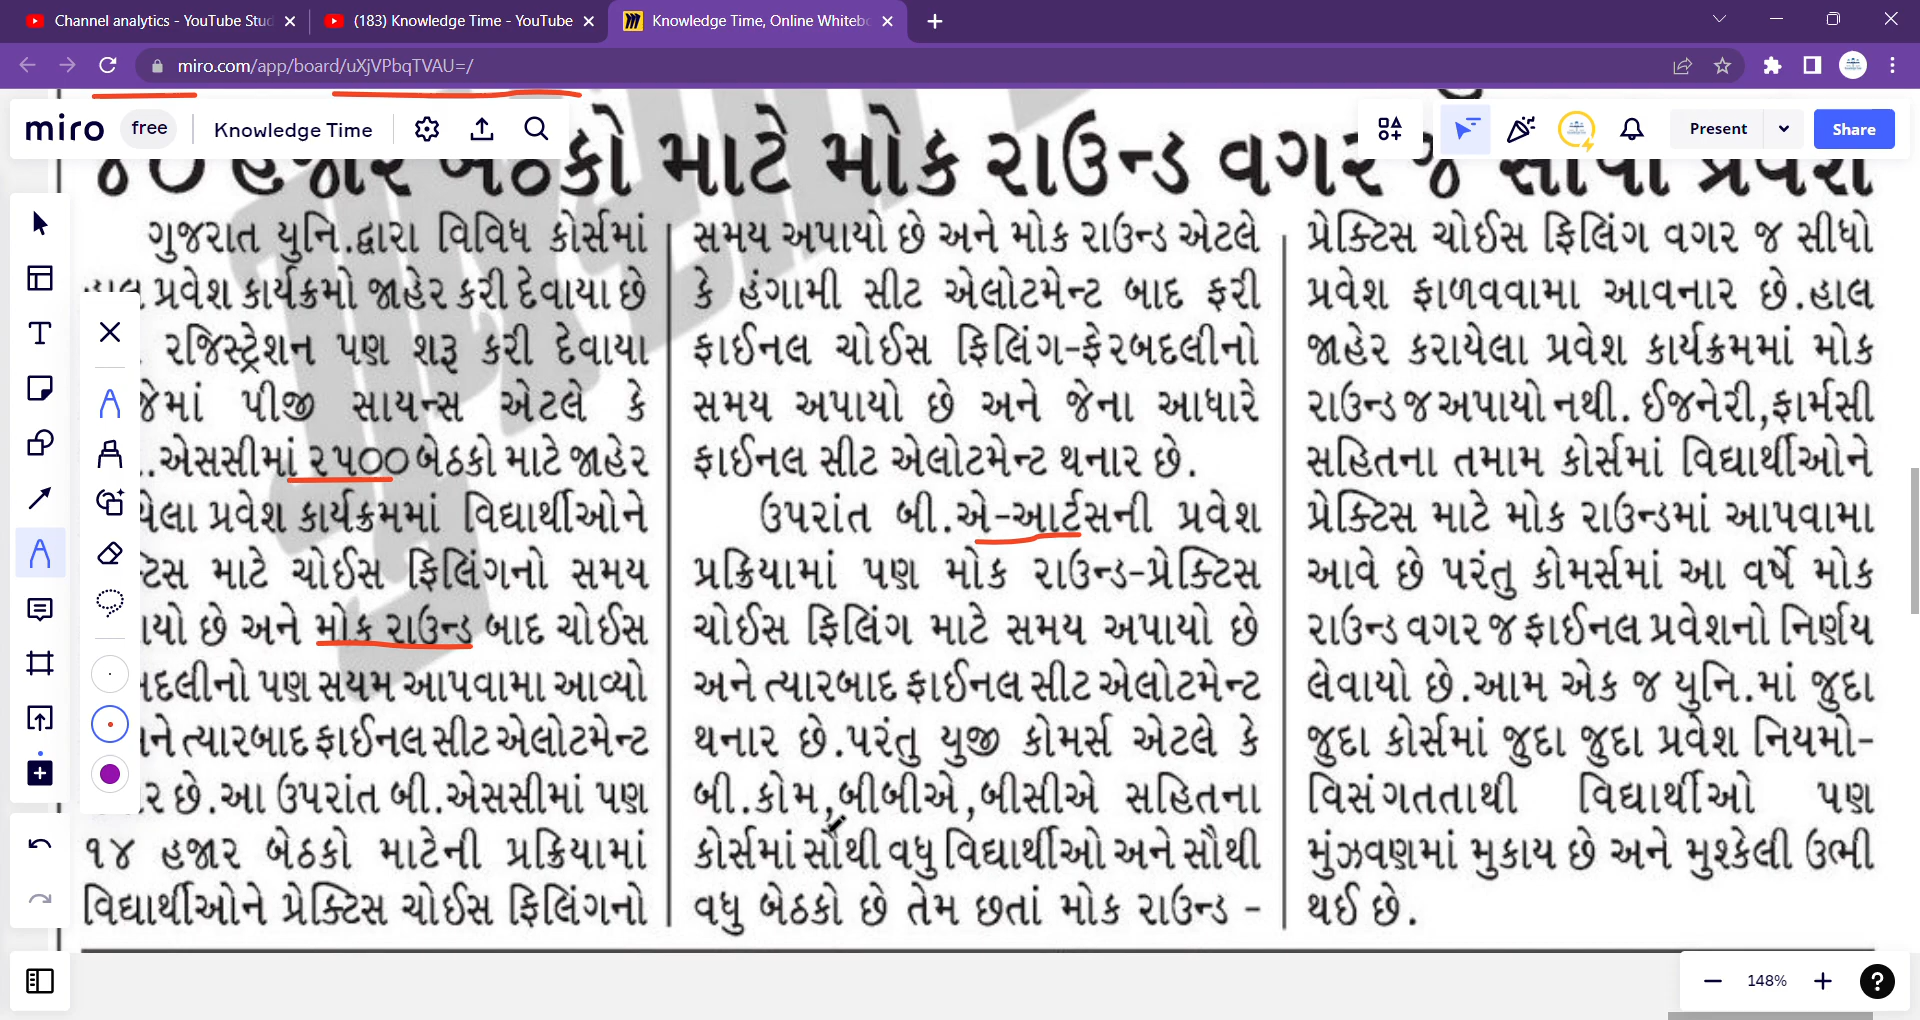 Channel analytics - YouTube Stud
(183) Knowledge Time - YouTube
Knowledge Time, Online Whitebo
miro.com/app/board/uXjVPbqTVAU=/
miro free Knowledge Time
Present Share
૪૦ હજાર બેઠકો માટે મોક રાઉન્ડ વગર જ સીધો પ્રવેશ
ગુજરાત યુનિ.દ્વારા વિવિધ કોર્સમાં
હાલ પ્રવેશ કાર્યક્રમો જાહેર કરી દેવાયા છે
રજિસ્ટ્રેશન પણ શરૂ કરી દેવાયા
જેમાં પીજી સાયન્સ એટલે કે
.એસસીમાં ૨૫૦૦ બેઠકો માટે જાહેર
યેલા પ્રવેશ કાર્યક્રમમાં વિદ્યાર્થીઓને
ટિસ માટે ચોઈસ ફિલિંગનો સમય
યો છે અને મોક રાઉન્ડ બાદ ચોઈસ
બદલીનો પણ સયમ આપવામા આવ્યો
અને ત્યારબાદ ફાઈનલ સીટ એલોટમેન્ટ
ર છે.આ ઉપરાંત બી.એસસીમાં પણ
૧૪ હજાર બેઠકો માટેની પ્રક્રિયામાં
વિદ્યાર્થીઓને પ્રેક્ટિસ ચોઈસ ફિલિંગનો
સમય અપાયો છે અને મોક રાઉન્ડ એટલે
કે હંગામી સીટ એલોટમેન્ટ બાદ ફરી
ફાઈનલ ચોઈસ ફિલિંગ-ફેરબદલીનો
સમય અપાયો છે અને જેના આધારે
ફાઈનલ સીટ એલોટમેન્ટ થનાર છે.
ઉપરાંત બી.એ-આર્ટસની પ્રવેશ
પ્રક્રિયામાં પણ મોક રાઉન્ડ-પ્રેક્ટિસ
ચોઈસ ફિલિંગ માટે સમય અપાયો છે
અને ત્યારબાદ ફાઈનલ સીટ એલોટમેન્ટ
થનાર છે.પરંતુ યુજી કોમર્સ એટલે કે
બી.કોમ,બીબીએ,બીસીએ સહિતના
કોર્સમાં સૌથી વધુ વિદ્યાર્થીઓ અને સૌથી
વધુ બેઠકો છે તેમ છતાં મોક રાઉન્ડ -
પ્રેક્ટિસ ચોઈસ ફિલિંગ વગર જ સીધો
પ્રવેશ ફાળવવામા આવનાર છે.હાલ
જાહેર કરાયેલા પ્રવેશ કાર્યક્રમમાં મોક
રાઉન્ડ જ અપાયો નથી. ઈજનેરી,ફાર્મસી
સહિતના તમામ કોર્સમાં વિદ્યાર્થીઓને
પ્રેક્ટિસ માટે મોક રાઉન્ડમાં આપવામા
આવે છે પરંતુ કોમર્સમાં આ વર્ષે મોક
રાઉન્ડ વગર જ ફાઈનલ પ્રવેશનો નિર્ણય
લેવાયો છે.આમ એક જ યુનિ.માં જુદા
જુદા કોર્સમાં જુદા જુદા પ્રવેશ નિયમો-
વિસંગતતાથી વિદ્યાર્થીઓ પણ
મુંઝવણમાં મુકાય છે અને મુશ્કેલી ઉભી
થઈ છે.
148%